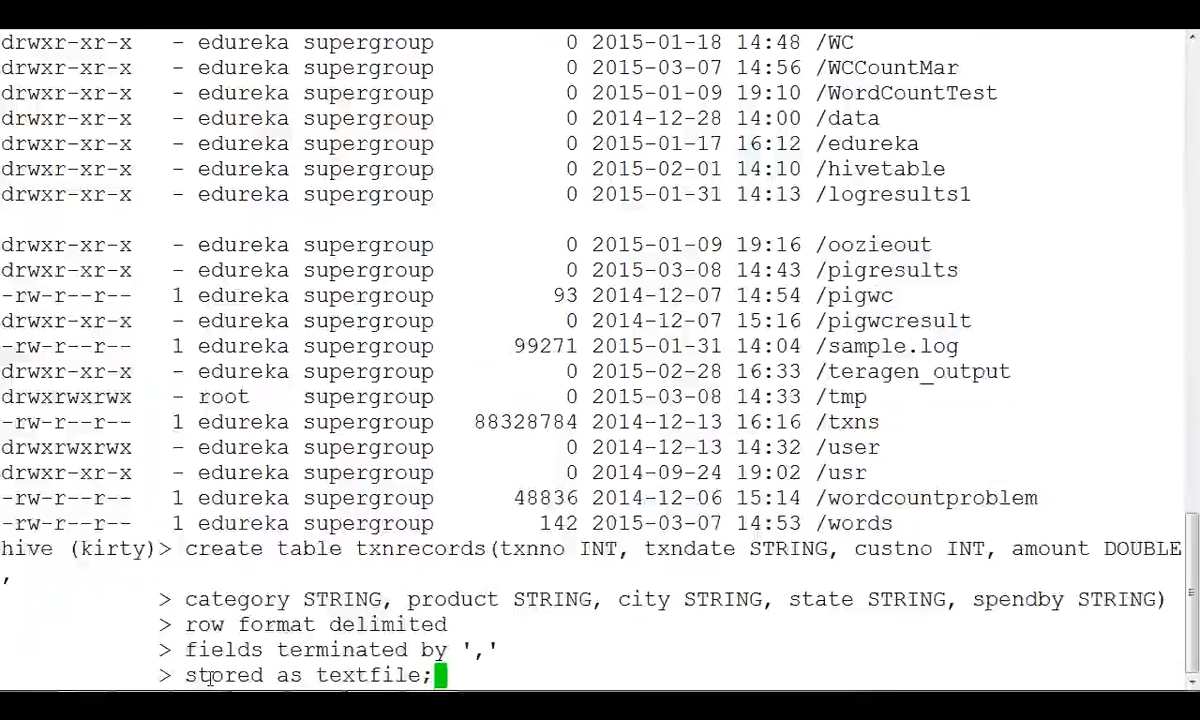 drwxr-xr-x - edureka supergroup 0 2015-01-18 14:48 /WC
drwxr-xr-x - edureka supergroup 0 2015-03-07 14:56 /WCCountMar
drwxr-xr-x - edureka supergroup 0 2015-01-09 19:10 /WordCountTest
drwxr-xr-x - edureka supergroup 0 2014-12-28 14:00 /data
drwxr-xr-x - edureka supergroup 0 2015-01-17 16:12 /edureka
drwxr-xr-x - edureka supergroup 0 2015-02-01 14:10 /hivetable
drwxr-xr-x - edureka supergroup 0 2015-01-31 14:13 /logresults1
drwxr-xr-x - edureka supergroup 0 2015-01-09 19:16 /oozieout
drwxr-xr-x - edureka supergroup 0 2015-03-08 14:43 /pigresults
-rw-r--r-- 1 edureka supergroup 93 2014-12-07 14:54 /pigwc
drwxr-xr-x - edureka supergroup 0 2014-12-07 15:16 /pigwcresult
-rw-r--r-- 1 edureka supergroup 99271 2015-01-31 14:04 /sample.log
drwxr-xr-x - edureka supergroup 0 2015-02-28 16:33 /teragen_output
drwxrwxrwx - root supergroup 0 2015-03-08 14:33 /tmp
-rw-r--r-- 1 edureka supergroup 88328784 2014-12-13 16:16 /txns
drwxrwxrwx - edureka supergroup 0 2014-12-13 14:32 /user
drwxr-xr-x - edureka supergroup 0 2014-09-24 19:02 /usr
-rw-r--r-- 1 edureka supergroup 48836 2014-12-06 15:14 /wordcountproblem
-rw-r--r-- 1 edureka supergroup 142 2015-03-07 14:53 /words
hive (kirty)> create table txnrecords(txnno INT, txndate STRING, custno INT, amount DOUBLE
,
> category STRING, product STRING, city STRING, state STRING, spendby STRING)
> row format delimited
> fields terminated by ','
> stored as textfile;